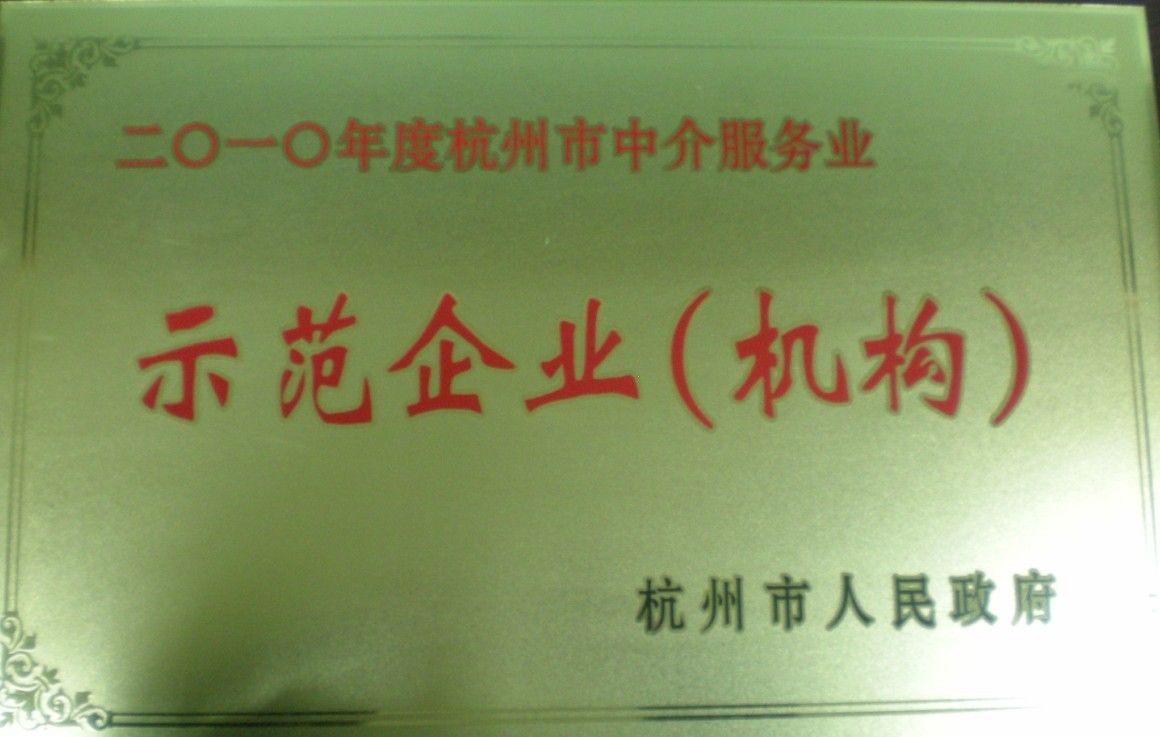 二〇一〇年度杭州市中介服务业
示范企业(机构)
杭州市人民政府